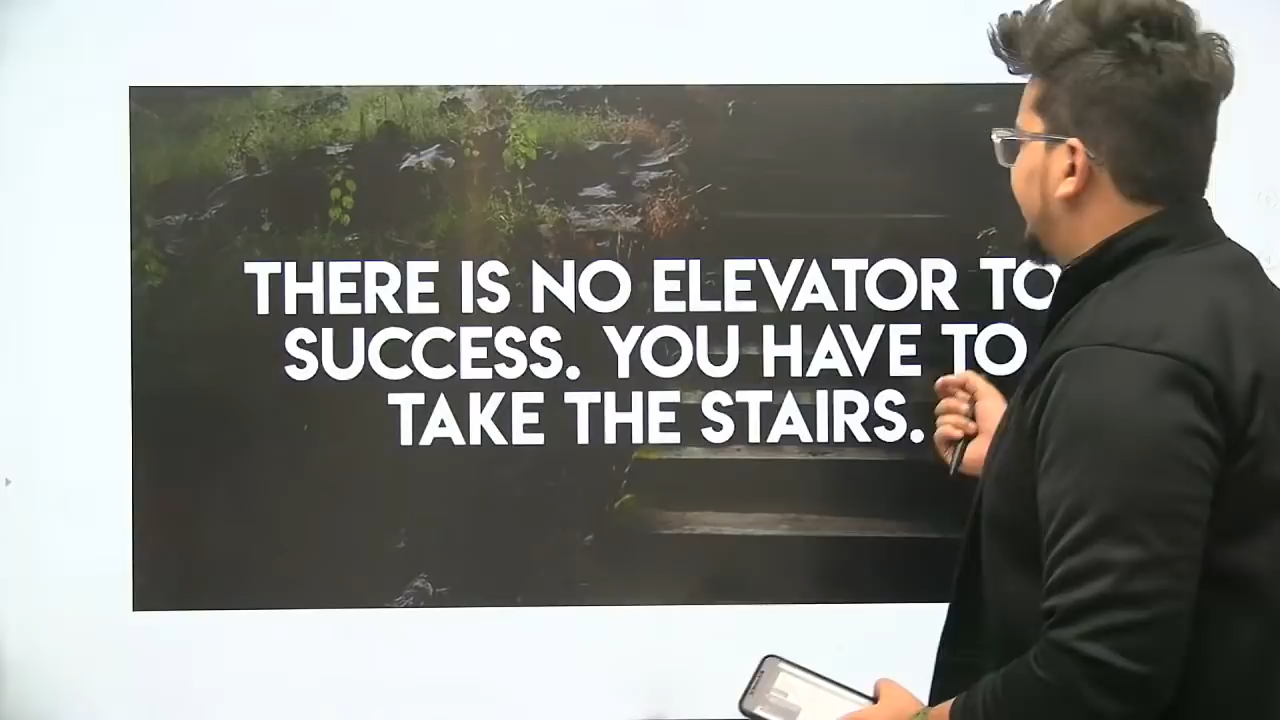 THERE IS NO ELEVATOR TO
SUCCESS. YOU HAVE TO
TAKE THE STAIRS.